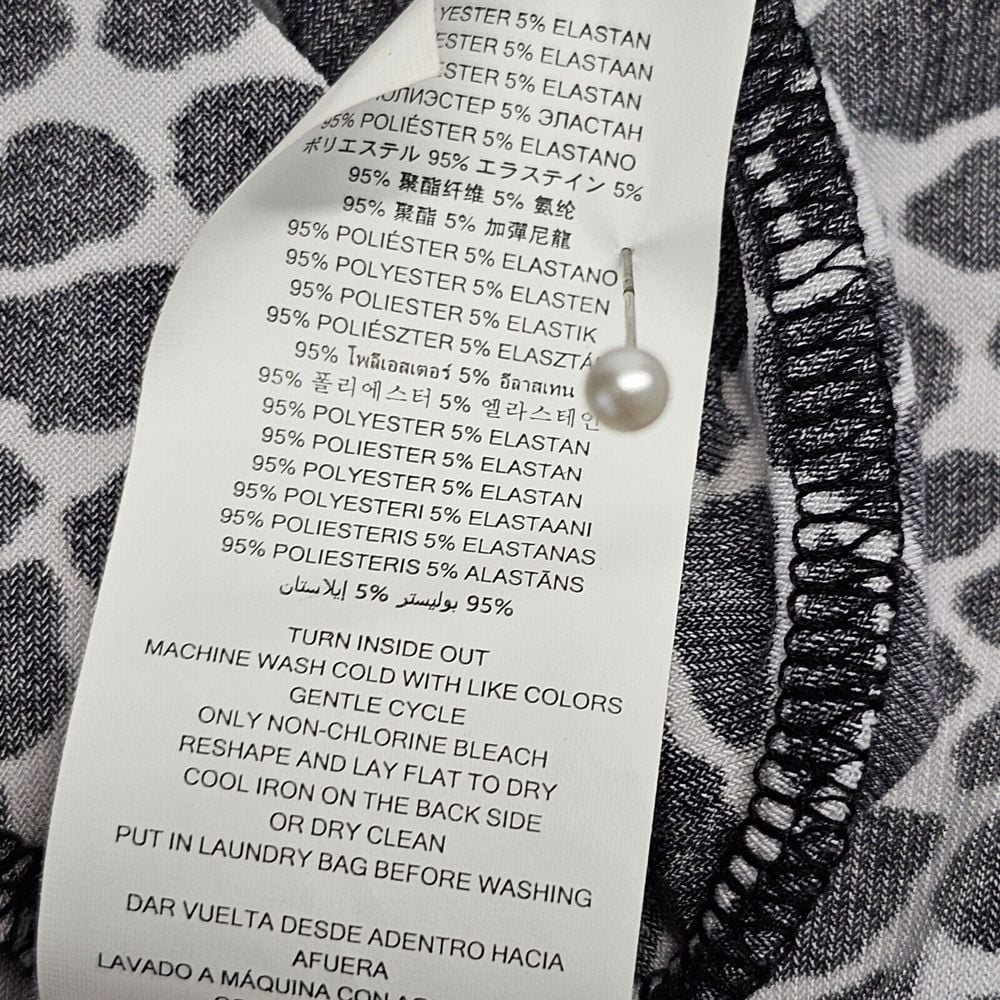 YESTER 5% ELASTAN
ESTER 5% ELASTAAN
STER 5% ELASTAN
ПОЛИЭСТЕР 5% ЭЛАСТАН
95% POLIÉSTER 5% ELASTANO
ポリエステル 95% エラステイン 5%
95% 聚酯纤维 5% 氨纶
95% 聚酯 5% 加彈尼龍
95% POLIÉSTER 5% ELASTANO
95% POLYESTER 5% ELASTEN
95% POLIESTER 5% ELASTIK
95% POLIÉSZTER 5% ELASZTÁ
95% โพลีเอสเตอร์ 5% อีลาสเทน
95% 폴리에스터 5% 엘라스테인
95% POLYESTER 5% ELASTAN
95% POLIESTER 5% ELASTAN
95% POLYESTER 5% ELASTAN
95% POLYESTERI 5% ELASTAANI
95% POLIESTERIS 5% ELASTANAS
95% POLIESTERIS 5% ALASTĀNS
95% بوليستر 5% إيلاستان
TURN INSIDE OUT
MACHINE WASH COLD WITH LIKE COLORS
GENTLE CYCLE
ONLY NON-CHLORINE BLEACH
RESHAPE AND LAY FLAT TO DRY
COOL IRON ON THE BACK SIDE
OR DRY CLEAN
PUT IN LAUNDRY BAG BEFORE WASHING
DAR VUELTA DESDE ADENTRO HACIA
AFUERA
LAVADO A MÁQUINA CON